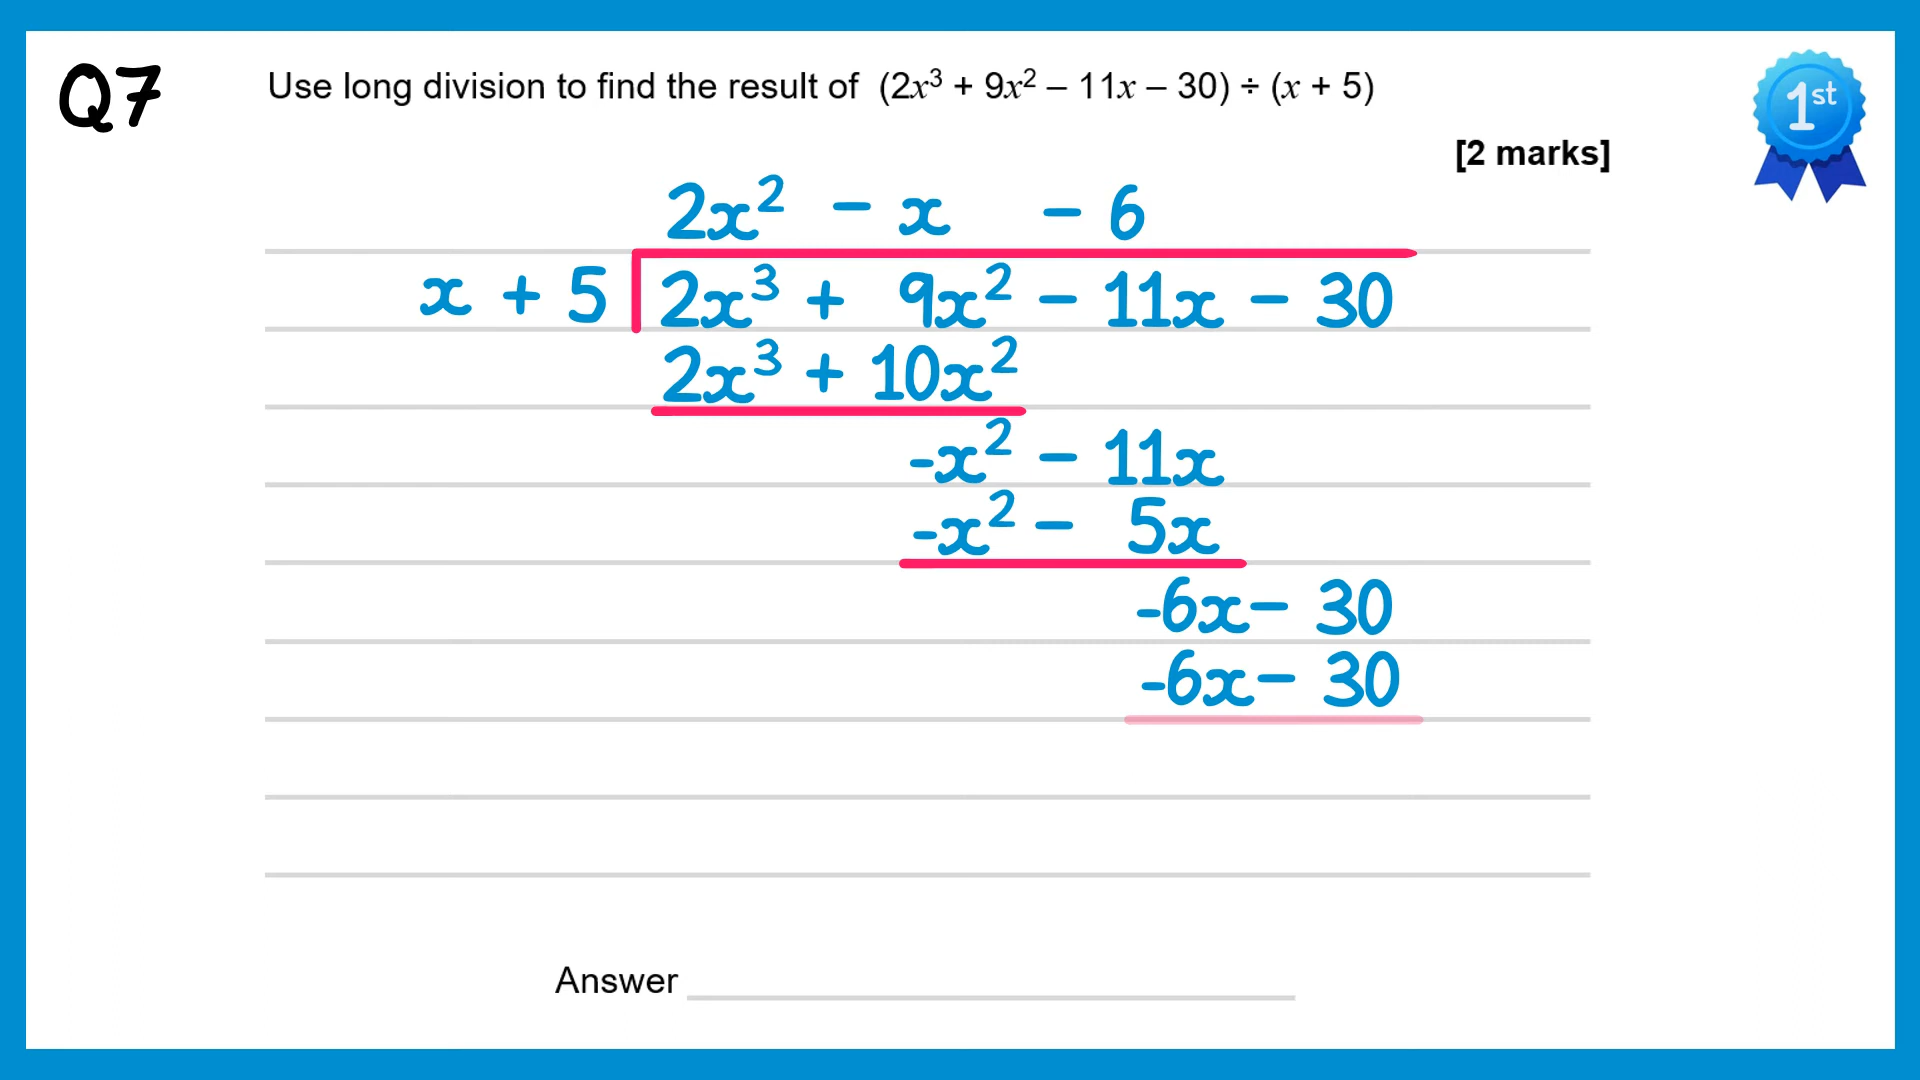 Q7
Use long division to find the result of (2x³ + 9x² – 11x – 30) ÷ (x + 5)
1st
[2 marks]
2x² - x - 6
x + 5 2x³ + 9x² - 11x - 30
2x³ + 10x²
-x² - 11x
-x² - 5x
-6x - 30
-6x - 30
Answer